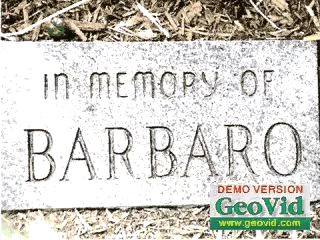 IN MEMORY OF
BARBARO
DEMO VERSION
GeoVid
www.geovid.com